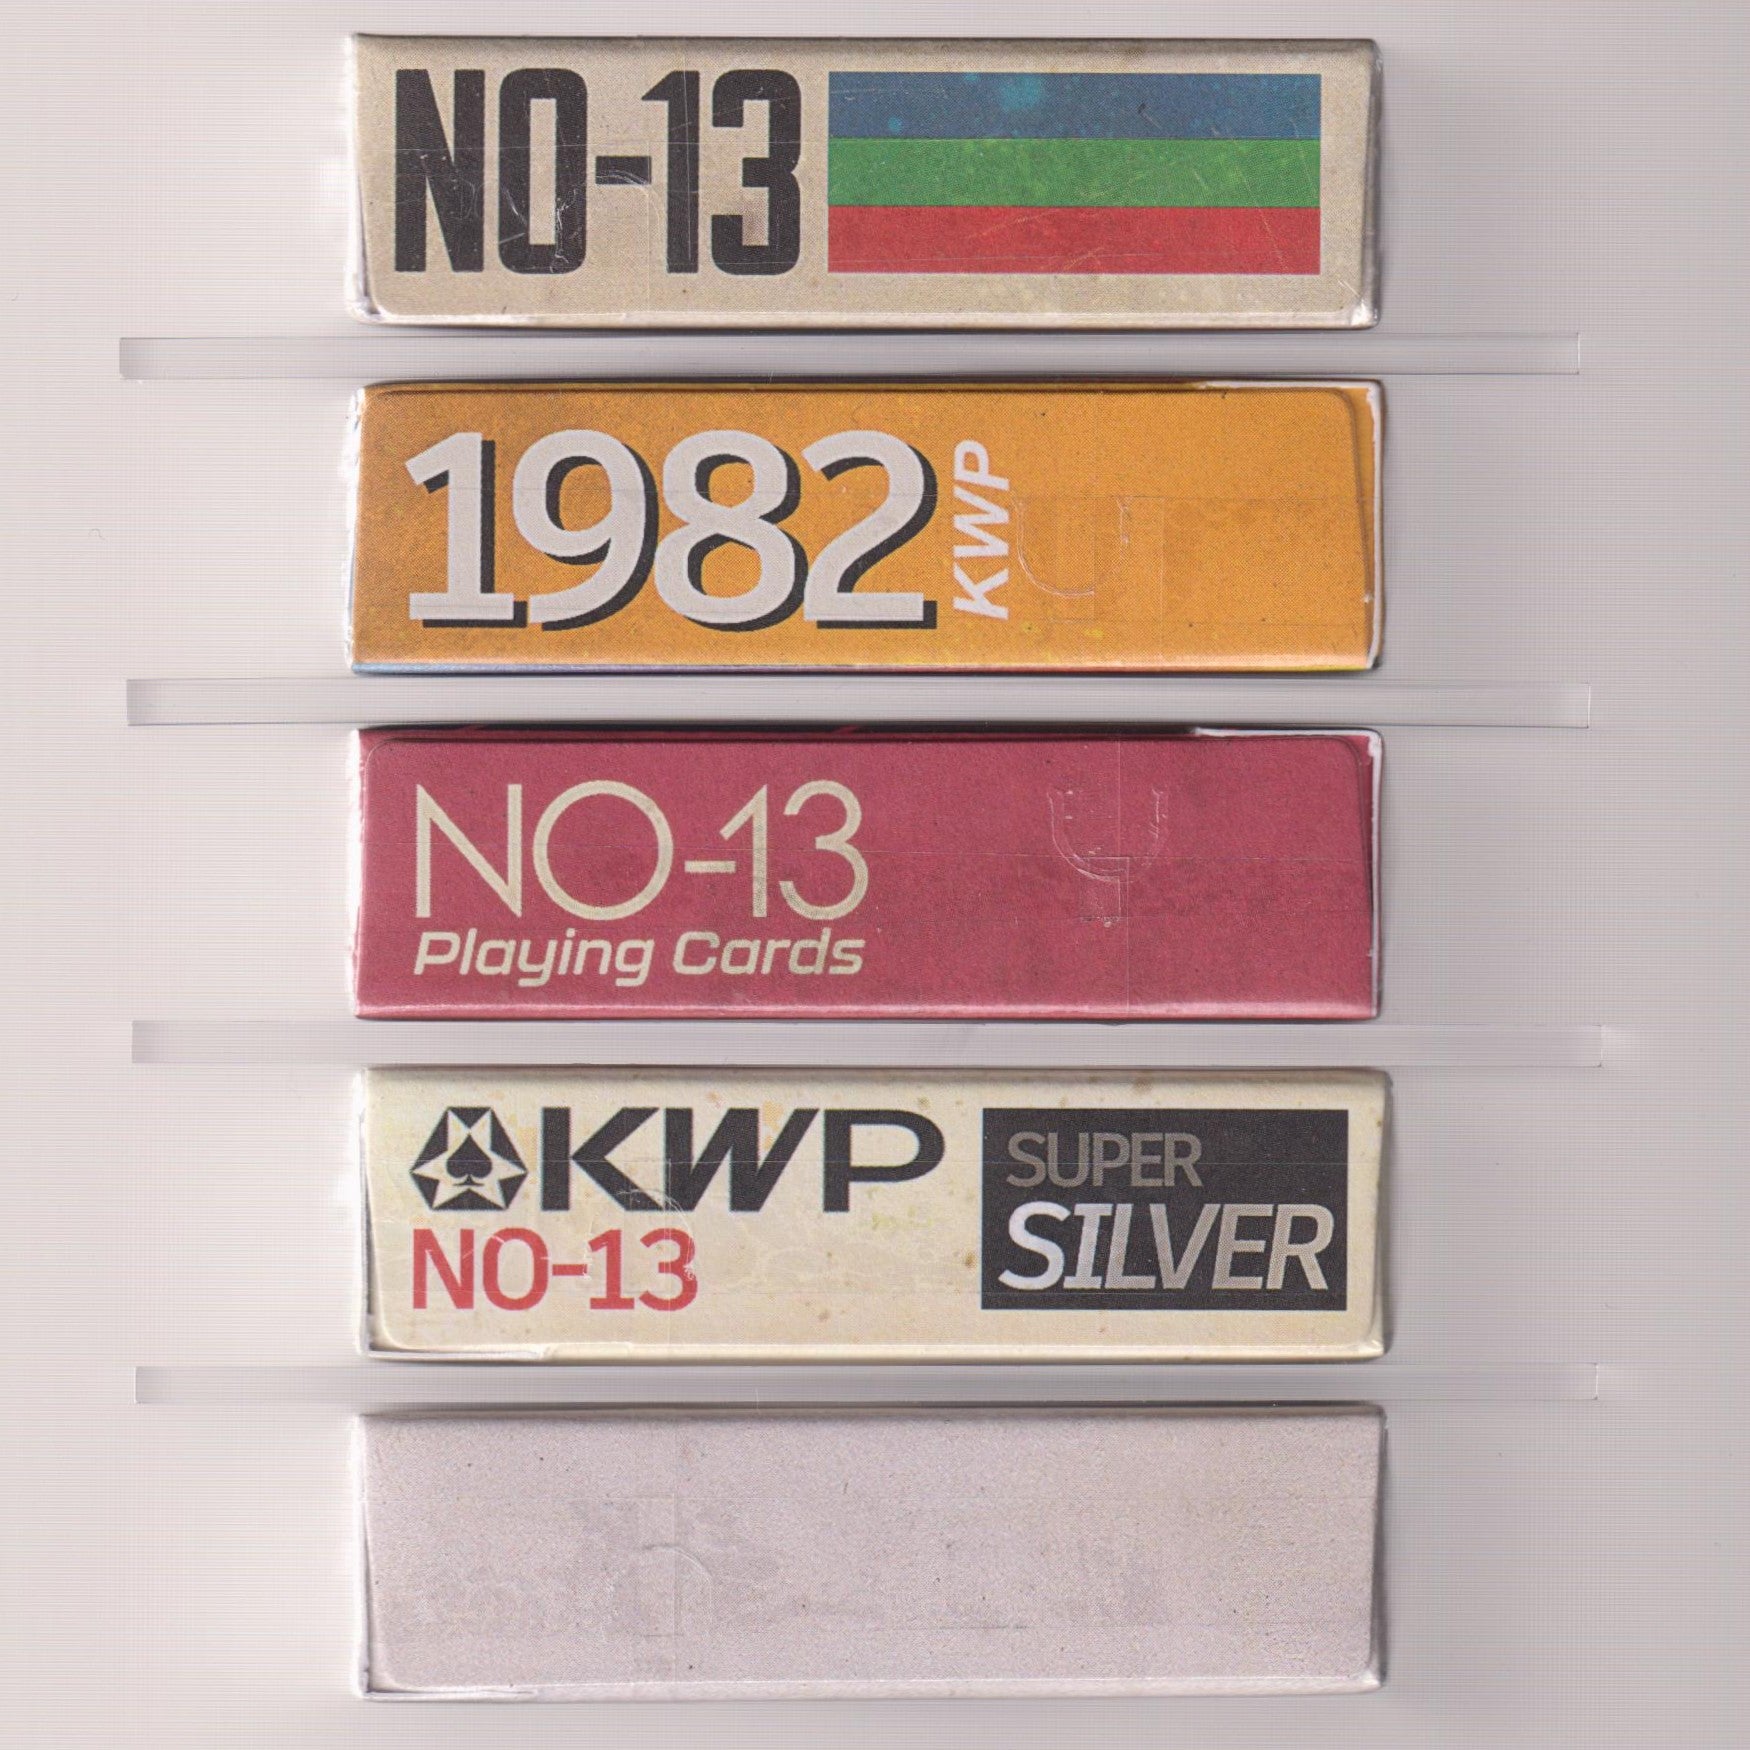 NO-13
1982
KWP
NO-13
Playing Cards
KWP
NO-13
SUPER
SILVER